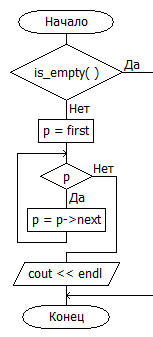 Начало
is_empty( )
Да
Нет
p = first
p
Нет
Да
p = p->next
cout << endl
Конец